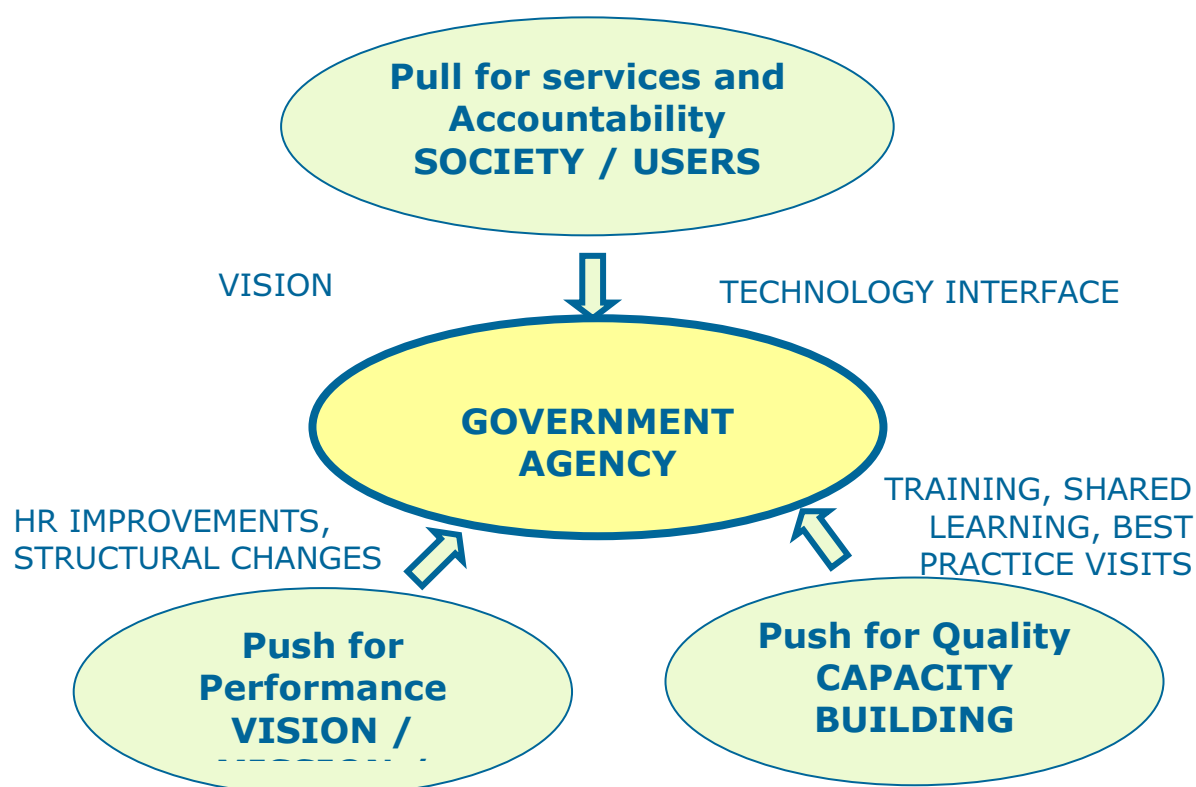 Pull for services and
Accountability
SOCIETY / USERS
VISION
TECHNOLOGY INTERFACE
GOVERNMENT
AGENCY
HR IMPROVEMENTS,
STRUCTURAL CHANGES
TRAINING, SHARED
LEARNING, BEST
PRACTICE VISITS
Push for
Performance
VISION /
Push for Quality
CAPACITY
BUILDING